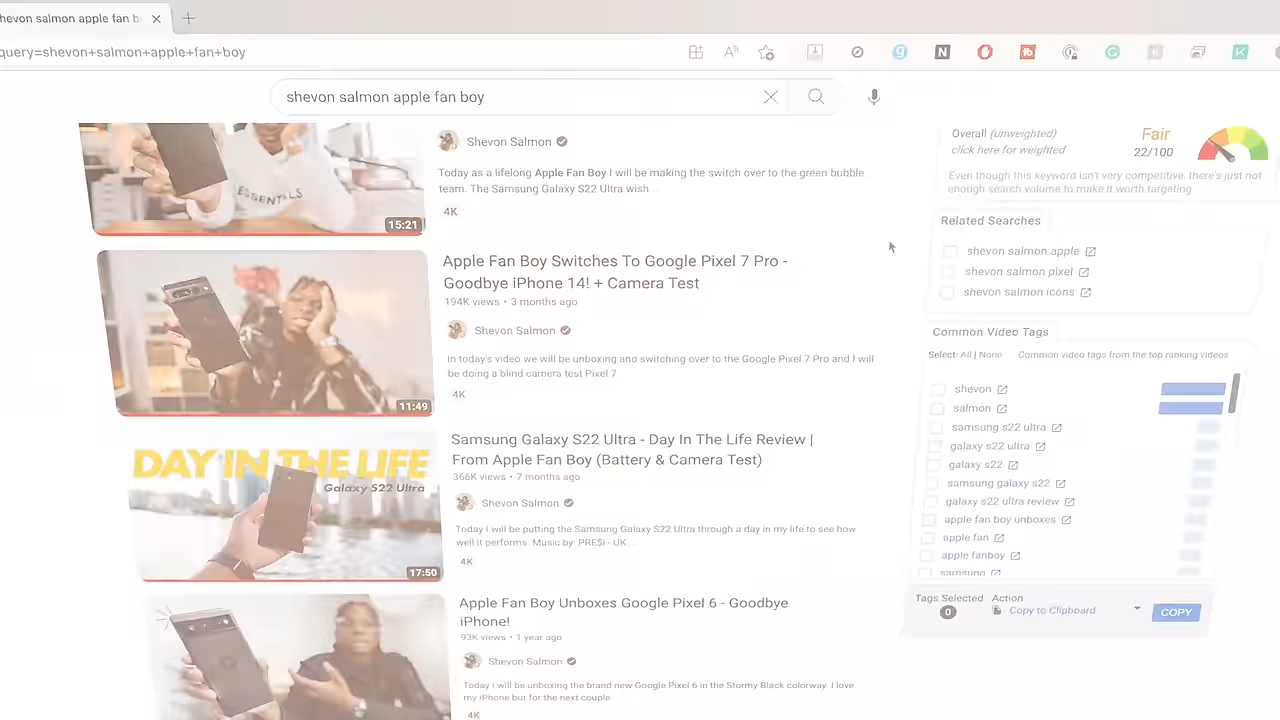 shevon salmon apple fan b
query=shevon+salmon+apple+fan+boy
shevon salmon apple fan boy
ESSENTIALS
15:21
Shevon Salmon
Today as a lifelong Apple Fan Boy I will be making the switch over to the green bubble
team. The Samsung Galaxy S22 Ultra wish ...
4K
11:49
Apple Fan Boy Switches To Google Pixel 7 Pro -
Goodbye iPhone 14! + Camera Test
194K views • 3 months ago
Shevon Salmon
In today's video we will be unboxing and switching over to the Google Pixel 7 Pro and I will
be doing a blind camera test Pixel 7 ...
4K
DAY IN THE LIFE
Galaxy S22 Ultra
17:50
Samsung Galaxy S22 Ultra - Day In The Life Review |
From Apple Fan Boy (Battery & Camera Test)
366K views • 7 months ago
Shevon Salmon
Today I will be putting the Samsung Galaxy S22 Ultra through a day in my life to see how
well it performs Music by: PRESi - UK ...
4K
Apple Fan Boy Unboxes Google Pixel 6 - Goodbye
iPhone!
93K views • 1 year ago
Shevon Salmon
Today I will be unboxing the brand new Google Pixel 6 in the Stormy Black colorway. I love
my iPhone but for the next couple
4K
Overall (unweighted)
click here for weighted
Fair
22/100
Even though this keyword isn't very competitive, there's just not
enough search volume to make it worth targeting
Related Searches
shevon salmon apple
shevon salmon pixel
shevon salmon icons
Common Video Tags
Select: All | None Common video tags from the top ranking videos
shevon
salmon
samsung s22 ultra
galaxy s22 ultra
galaxy s22
samsung galaxy s22
galaxy s22 ultra review
apple fan boy unboxes
apple fan
apple fanboy
samsung
Tags Selected
0
Action
Copy to Clipboard
COPY